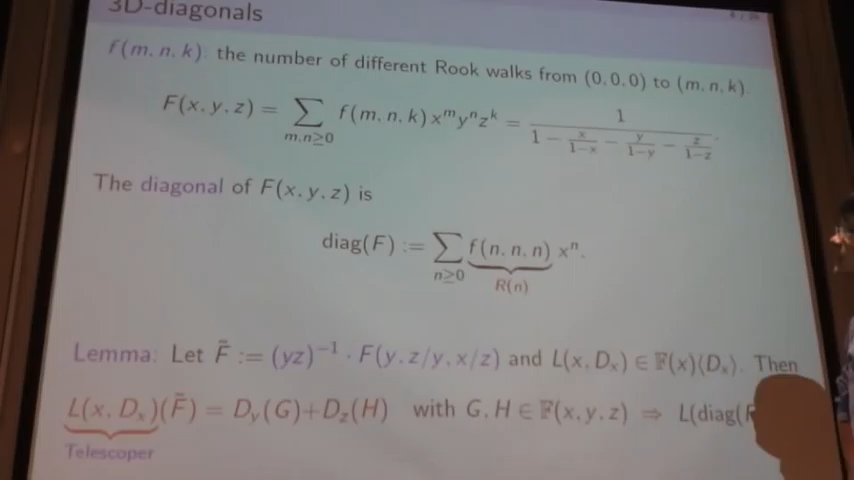 3D-diagonals
f(m, n, k): the number of different Rook walks from (0, 0, 0) to (m, n, k).
F(x, y, z) = ∑_{m,n≥0} f(m, n, k) x^m y^n z^k = 1 / (1 − x/(1−x) − y/(1−y) − z/(1−z)).
The diagonal of F(x, y, z) is
diag(F) := ∑_{n≥0} f(n, n, n) x^n.
R(n)
Lemma: Let F̃ := (yz)^{−1} · F(y, z/y, x/z) and L(x, D_x) ∈ 𝔽(x)⟨D_x⟩. Then
L(x, D_x)(F̃) = D_y(G)+D_z(H) with G, H ∈ 𝔽(x, y, z) ⇒ L(diag(
Telescoper